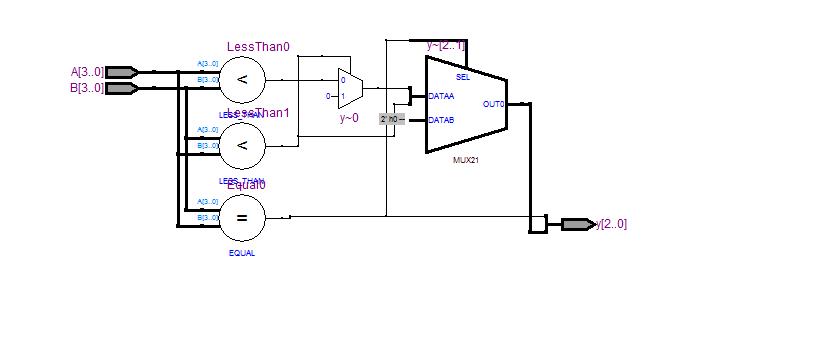 LessThan0
A[3..0]
B[3..0]
A[3..0]
B[3..0]
<
LESS_THAN
LessThan1
A[3..0]
B[3..0]
<
LESS_THAN
Equal0
A[3..0]
B[3..0]
=
EQUAL
0
0
1
y~0
y~[2..1]
SEL
DATAA
2' h0
DATAB
OUT0
MUX21
y[2..0]